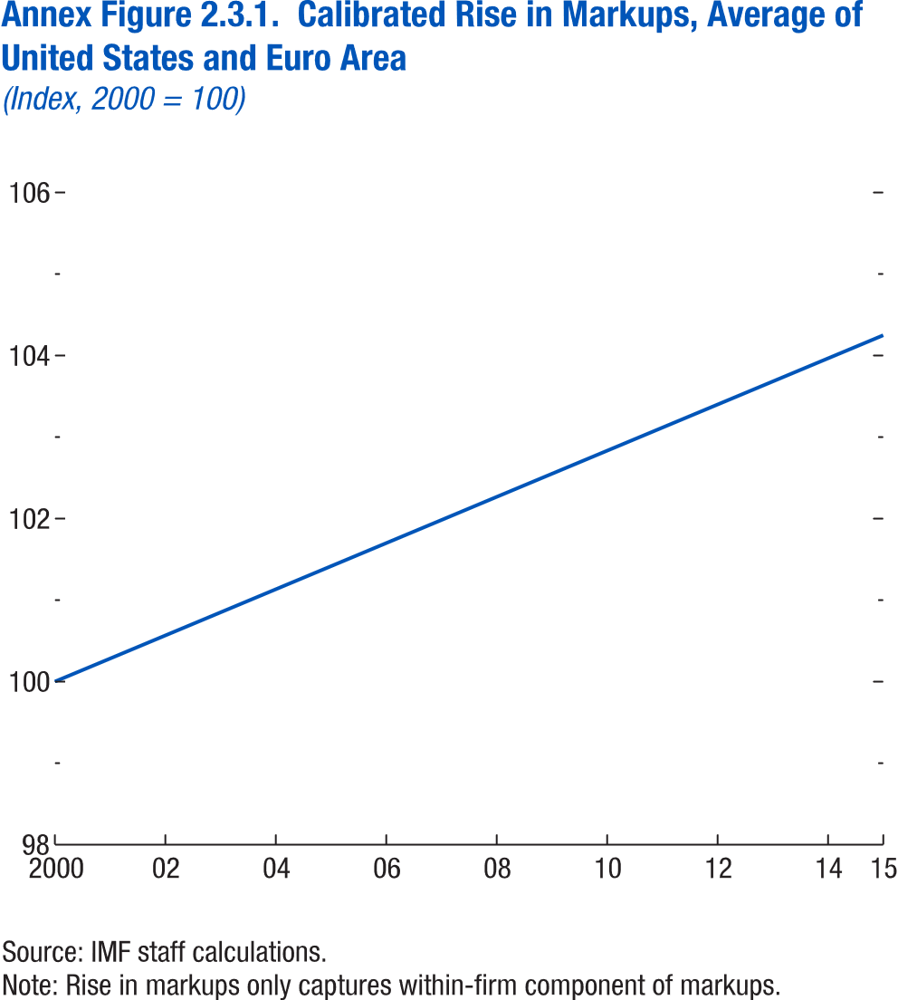 Annex Figure 2.3.1. Calibrated Rise in Markups, Average of
United States and Euro Area
(Index, 2000 = 100)
106
104
102
100
98
2000 02 04 06 08 10 12 14 15
Source: IMF staff calculations.
Note: Rise in markups only captures within-firm component of markups.